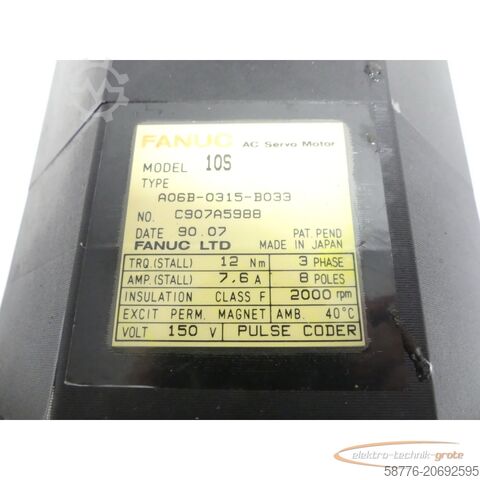 FANUC AC Servo Motor
MODEL 10S
TYPE
A06B-0315-B033
NO. C907A5988
DATE 90.07 PAT. PEND
FANUC LTD MADE IN JAPAN
TRQ.(STALL) 12 Nm 3 PHASE
AMP.(STALL) 7,6 A 8 POLES
INSULATION CLASS F 2000 rpm
EXCIT PERM. MAGNET AMB. 40°C
VOLT 150 V PULSE CODER
elektro-technik-grote
58776-20692595